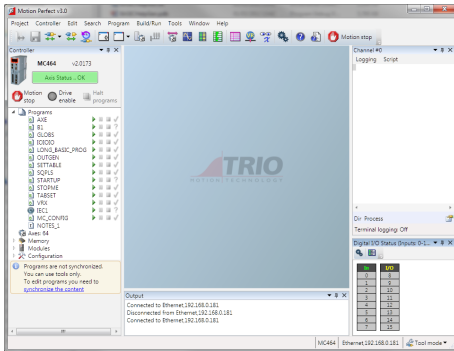 Motion Perfect v3.0
Project Controller Edit Search Program Build/Run Tools Window Help
Motion stop
Controller
MC464 v2.0173
Axis Status .. OK
Motion stop
Drive enable
Halt programs
Programs
AXE
B1
GLOBS
IOIOIO
LONG_BASIC_PROG
OUTGEN
SETTABLE
SQPLS
STARTUP
STOPME
TABSET
VRX
IEC1
MC_CONFIG
NOTES_1
Axes: 64
Memory
Modules
Configuration
Programs are not synchronized.
You can use tools only.
To edit programs you need to
synchronize the content
TRIO
MOTION TECHNOLOGY
Output
Connected to Ethernet;192.168.0.181
Disconnected from Ethernet;192.168.0.181
Connected to Ethernet;192.168.0.181
Channel #0
Logging Script
Dir: Process
Terminal logging: Off
Digital I/O Status (Inputs: 0-1...
In I/O
0 8
1 9
2 10
3 11
4 12
5 13
6 14
7 15
MC464 Ethernet;192.168.0.181 Tool mode